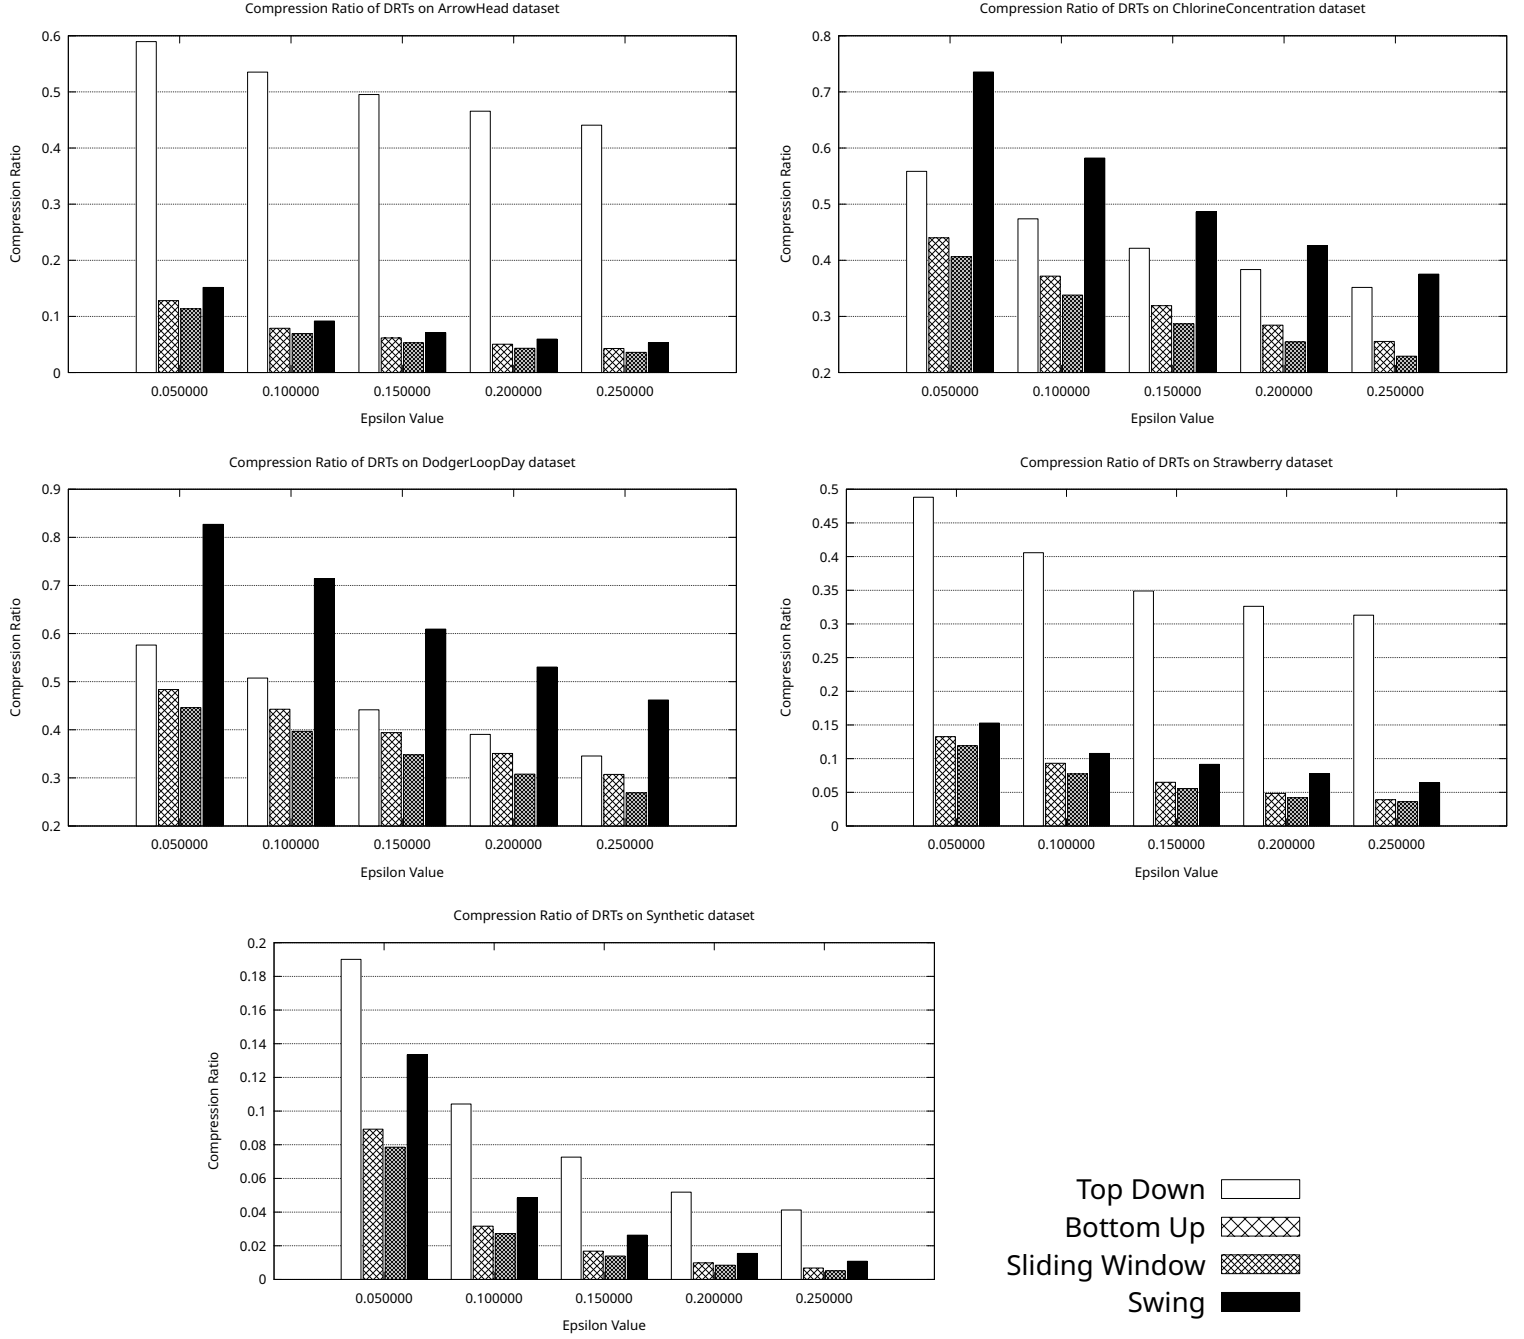 Compression Ratio of DRTs on ArrowHead dataset
0.6
0.5
0.4
0.3
0.2
0.1
0
Compression Ratio
0.050000 0.100000 0.150000 0.200000 0.250000
Epsilon Value
Compression Ratio of DRTs on ChlorineConcentration dataset
0.8
0.7
0.6
0.5
0.4
0.3
0.2
Compression Ratio
0.050000 0.100000 0.150000 0.200000 0.250000
Epsilon Value
Compression Ratio of DRTs on DodgerLoopDay dataset
0.9
0.8
0.7
0.6
0.5
0.4
0.3
0.2
Compression Ratio
0.050000 0.100000 0.150000 0.200000 0.250000
Epsilon Value
Compression Ratio of DRTs on Strawberry dataset
0.5
0.45
0.4
0.35
0.3
0.25
0.2
0.15
0.1
0.05
0
Compression Ratio
0.050000 0.100000 0.150000 0.200000 0.250000
Epsilon Value
Compression Ratio of DRTs on Synthetic dataset
0.2
0.18
0.16
0.14
0.12
0.1
0.08
0.06
0.04
0.02
0
Compression Ratio
0.050000 0.100000 0.150000 0.200000 0.250000
Epsilon Value
Top Down
Bottom Up
Sliding Window
Swing